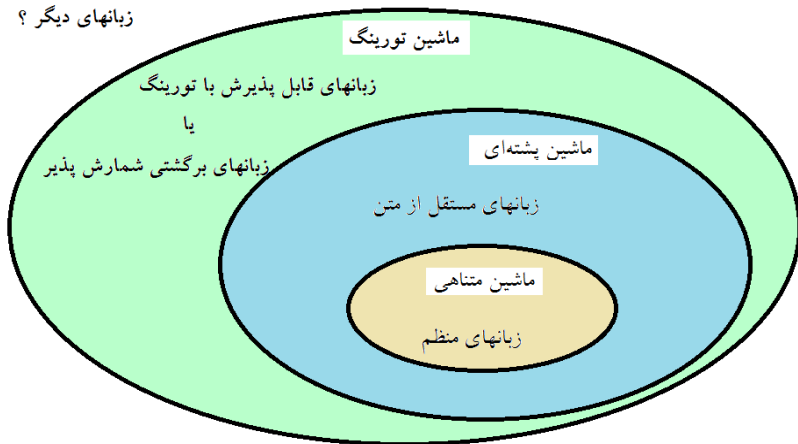 زبانهای دیگر ؟
ماشین تورینگ
زبانهای قابل پذیرش با تورینگ
یا
زبانهای برگشتی شمارش پذیر
ماشین پشته‌ای
زبانهای مستقل از متن
ماشین متناهی
زبانهای منظم